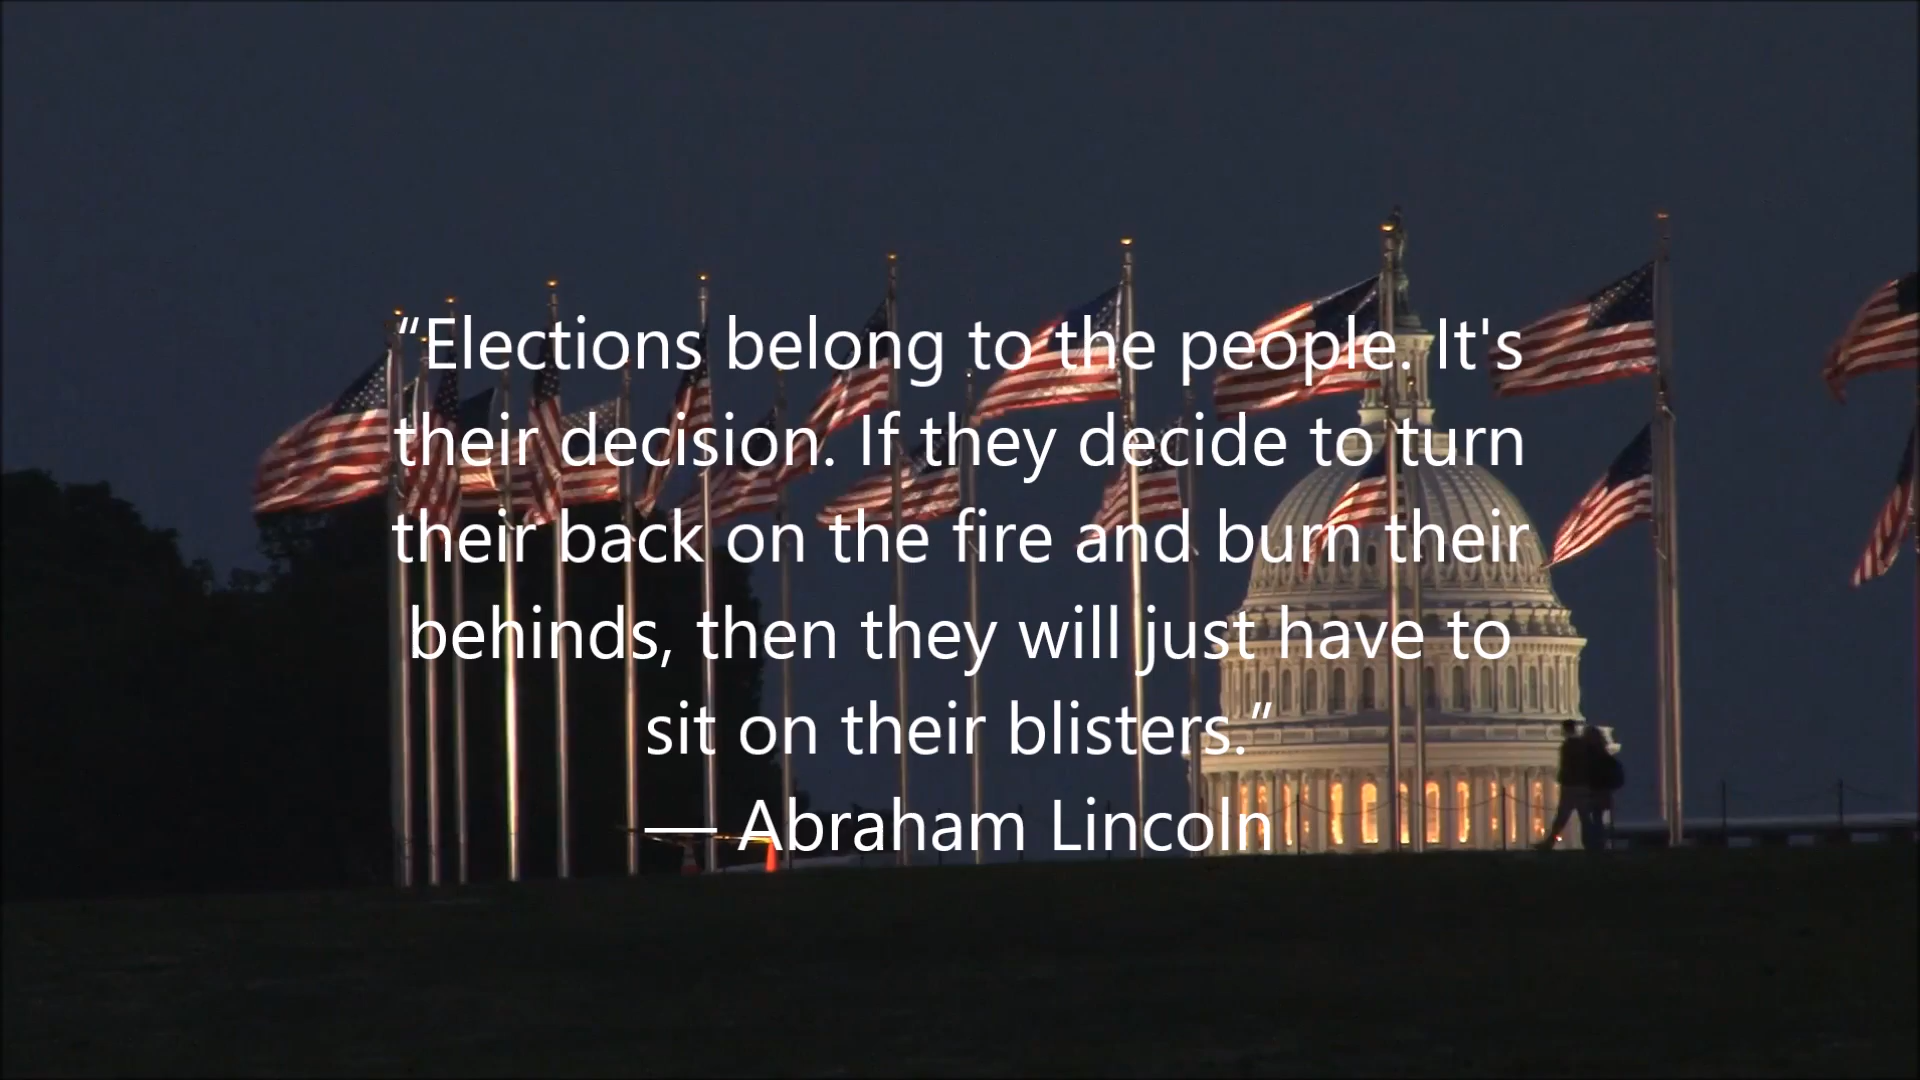 “Elections belong to the people. It's
their decision. If they decide to turn
their back on the fire and burn their
behinds, then they will just have to
sit on their blisters.”
— Abraham Lincoln